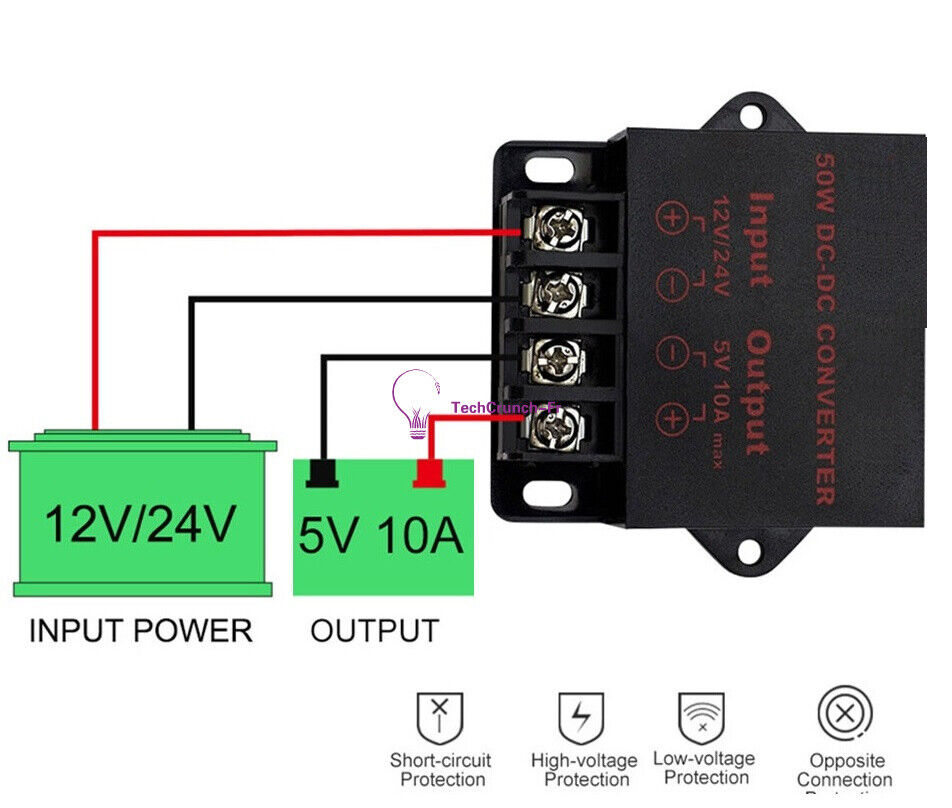 50W DC-DC CONVERTER
Input
12V/24V
Output
5V 10A max
TechCrunch-F
12V/24V
5V 10A
INPUT POWER
OUTPUT
Short-circuit
Protection
High-voltage
Protection
Low-voltage
Protection
Opposite
Connection